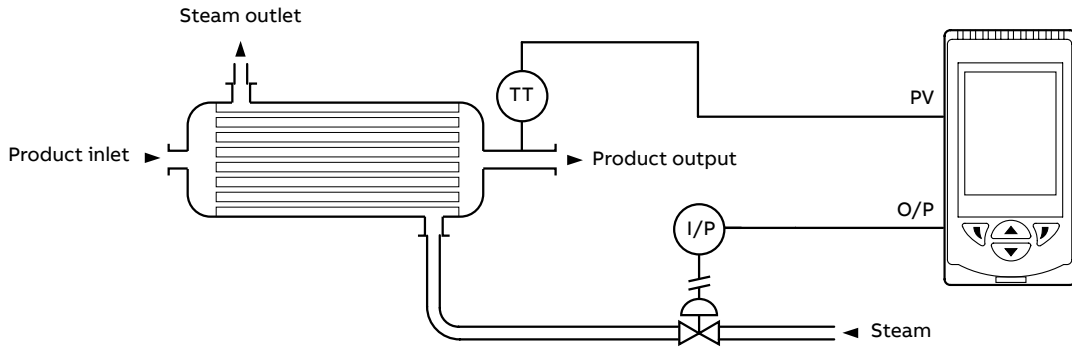 Steam outlet
TT
PV
Product inlet
Product output
O/P
I/P
Steam